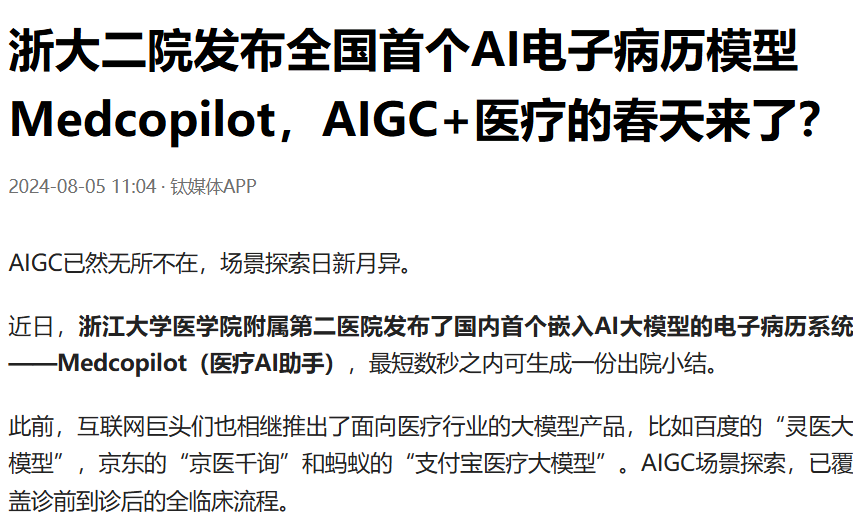 浙大二院发布全国首个AI电子病历模型
Medcopilot，AIGC+医疗的春天来了？
2024-08-05 11:04 · 钛媒体APP
AIGC已然无所不在，场景探索日新月异。
近日，浙江大学医学院附属第二医院发布了国内首个嵌入AI大模型的电子病历系统
——Medcopilot（医疗AI助手），最短数秒之内可生成一份出院小结。
此前，互联网巨头们也相继推出了面向医疗行业的大模型产品，比如百度的“灵医大
模型”，京东的“京医千询”和蚂蚁的“支付宝医疗大模型”。AIGC场景探索，已覆
盖诊前到诊后的全临床流程。